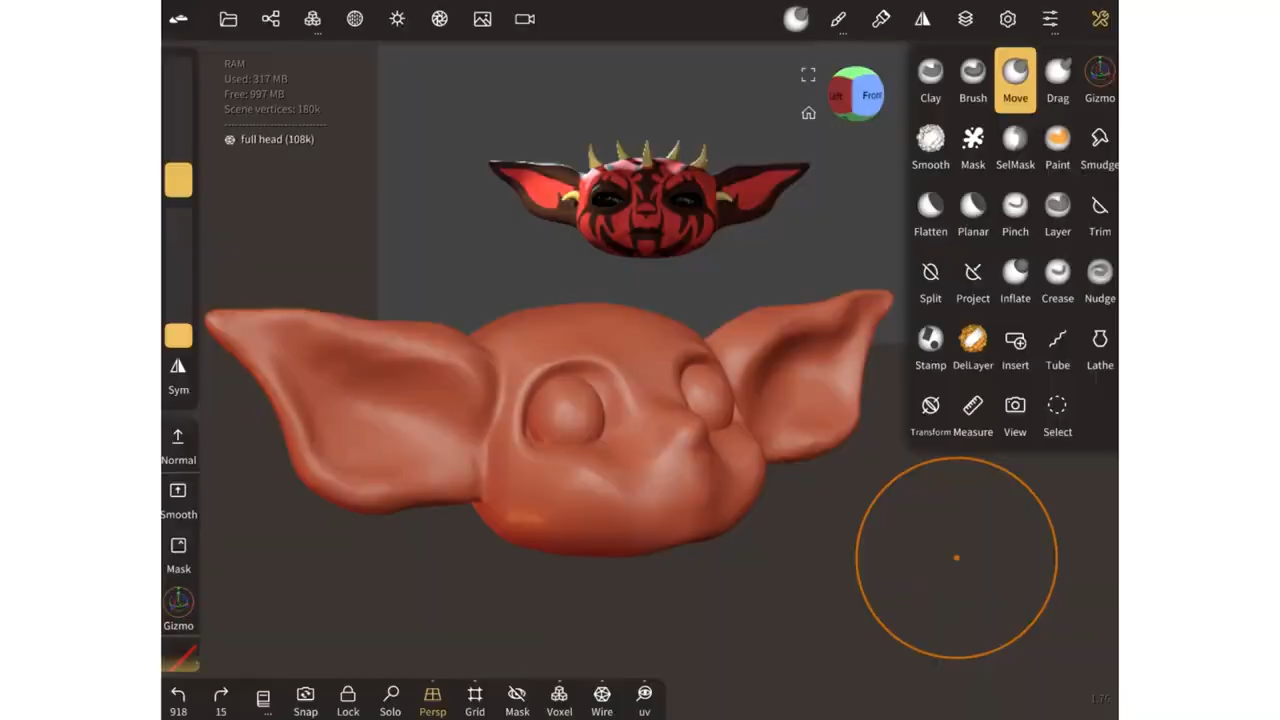 RAM
Used: 317 MB
Free: 997 MB
Scene vertices: 180k
full head (108k)
Left
Front
Clay
Brush
Move
Drag
Gizmo
Smooth
Mask
SelMask
Paint
Smudge
Flatten
Planar
Pinch
Layer
Trim
Split
Project
Inflate
Crease
Nudge
Stamp
DelLayer
Insert
Tube
Lathe
Transform
Measure
View
Select
Sym
Normal
Smooth
Mask
Gizmo
918
15
...
Snap
Lock
Solo
Persp
Grid
Mask
Voxel
Wire
uv
1.76